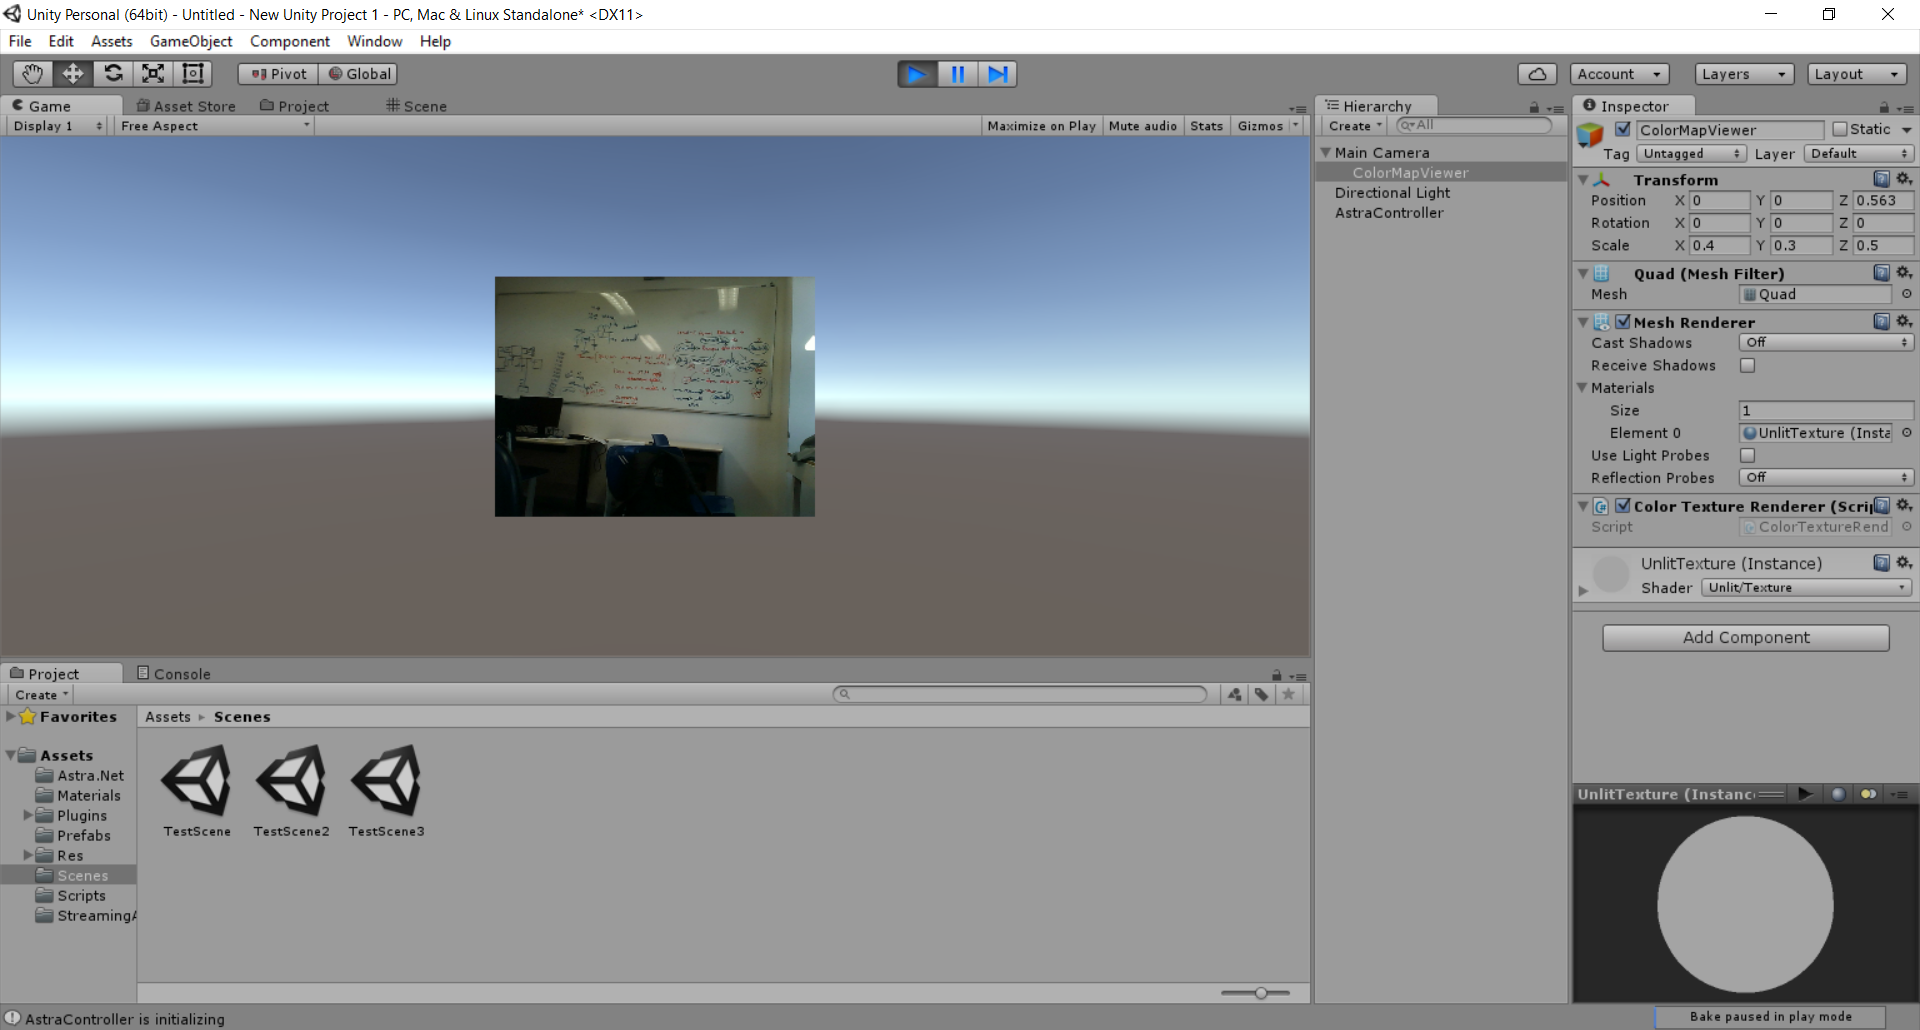 Unity Personal (64bit) - Untitled - New Unity Project 1 - PC, Mac & Linux Standalone* <DX11>
File Edit Assets GameObject Component Window Help
Pivot Global Account Layers Layout
Game Asset Store Project Scene
Display 1 Free Aspect Maximize on Play Mute audio Stats Gizmos
Hierarchy
Create All
Main Camera
ColorMapViewer
Directional Light
AstraController
Inspector
ColorMapViewer Static
Tag Untagged Layer Default
Transform
Position X 0 Y 0 Z 0.563
Rotation X 0 Y 0 Z 0
Scale X 0.4 Y 0.3 Z 0.5
Quad (Mesh Filter)
Mesh Quad
Mesh Renderer
Cast Shadows Off
Receive Shadows
Materials
Size 1
Element 0 UnlitTexture (Insta
Use Light Probes
Reflection Probes Off
Color Texture Renderer (Scrip
Script ColorTextureRend
UnlitTexture (Instance)
Shader Unlit/Texture
Add Component
UnlitTexture (Instanc
Project Console
Create
Favorites
Assets
Astra.Net
Materials
Plugins
Prefabs
Res
Scenes
Scripts
StreamingA
Assets Scenes
TestScene TestScene2 TestScene3
AstraController is initializing
Bake paused in play mode